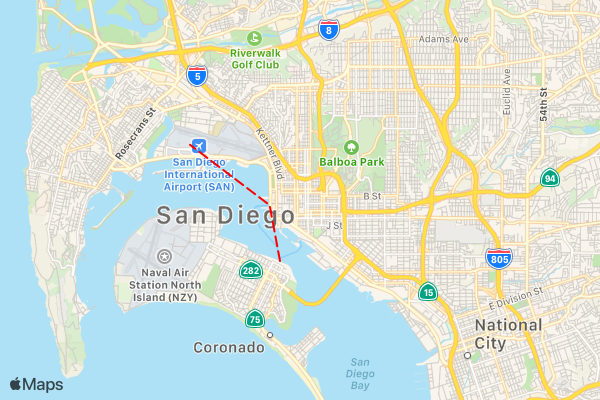 8
Adams Ave
Riverwalk
Golf Club
5
Euclid Ave
54th St
Rosecrans St
Kettner Blvd
San Diego
International
Airport (SAN)
Balboa Park
94
B St
San Diego
J St
Naval Air
Station North
Island (NZY)
282
805
15
E Division St
75
National
City
Coronado
San
Diego
Bay
Maps